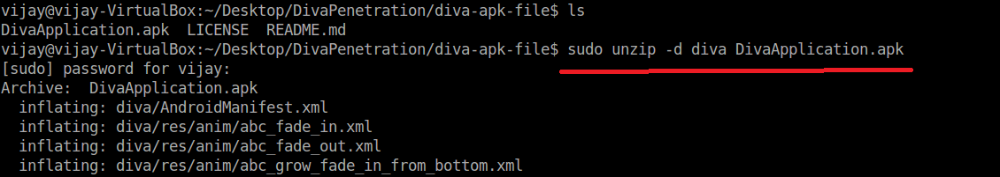 vijay@vijay-VirtualBox:~/Desktop/DivaPenetration/diva-apk-file$ ls
DivaApplication.apk  LICENSE  README.md
vijay@vijay-VirtualBox:~/Desktop/DivaPenetration/diva-apk-file$ sudo unzip -d diva DivaApplication.apk
[sudo] password for vijay:
Archive:  DivaApplication.apk
  inflating: diva/AndroidManifest.xml
  inflating: diva/res/anim/abc_fade_in.xml
  inflating: diva/res/anim/abc_fade_out.xml
  inflating: diva/res/anim/abc_grow_fade_in_from_bottom.xml